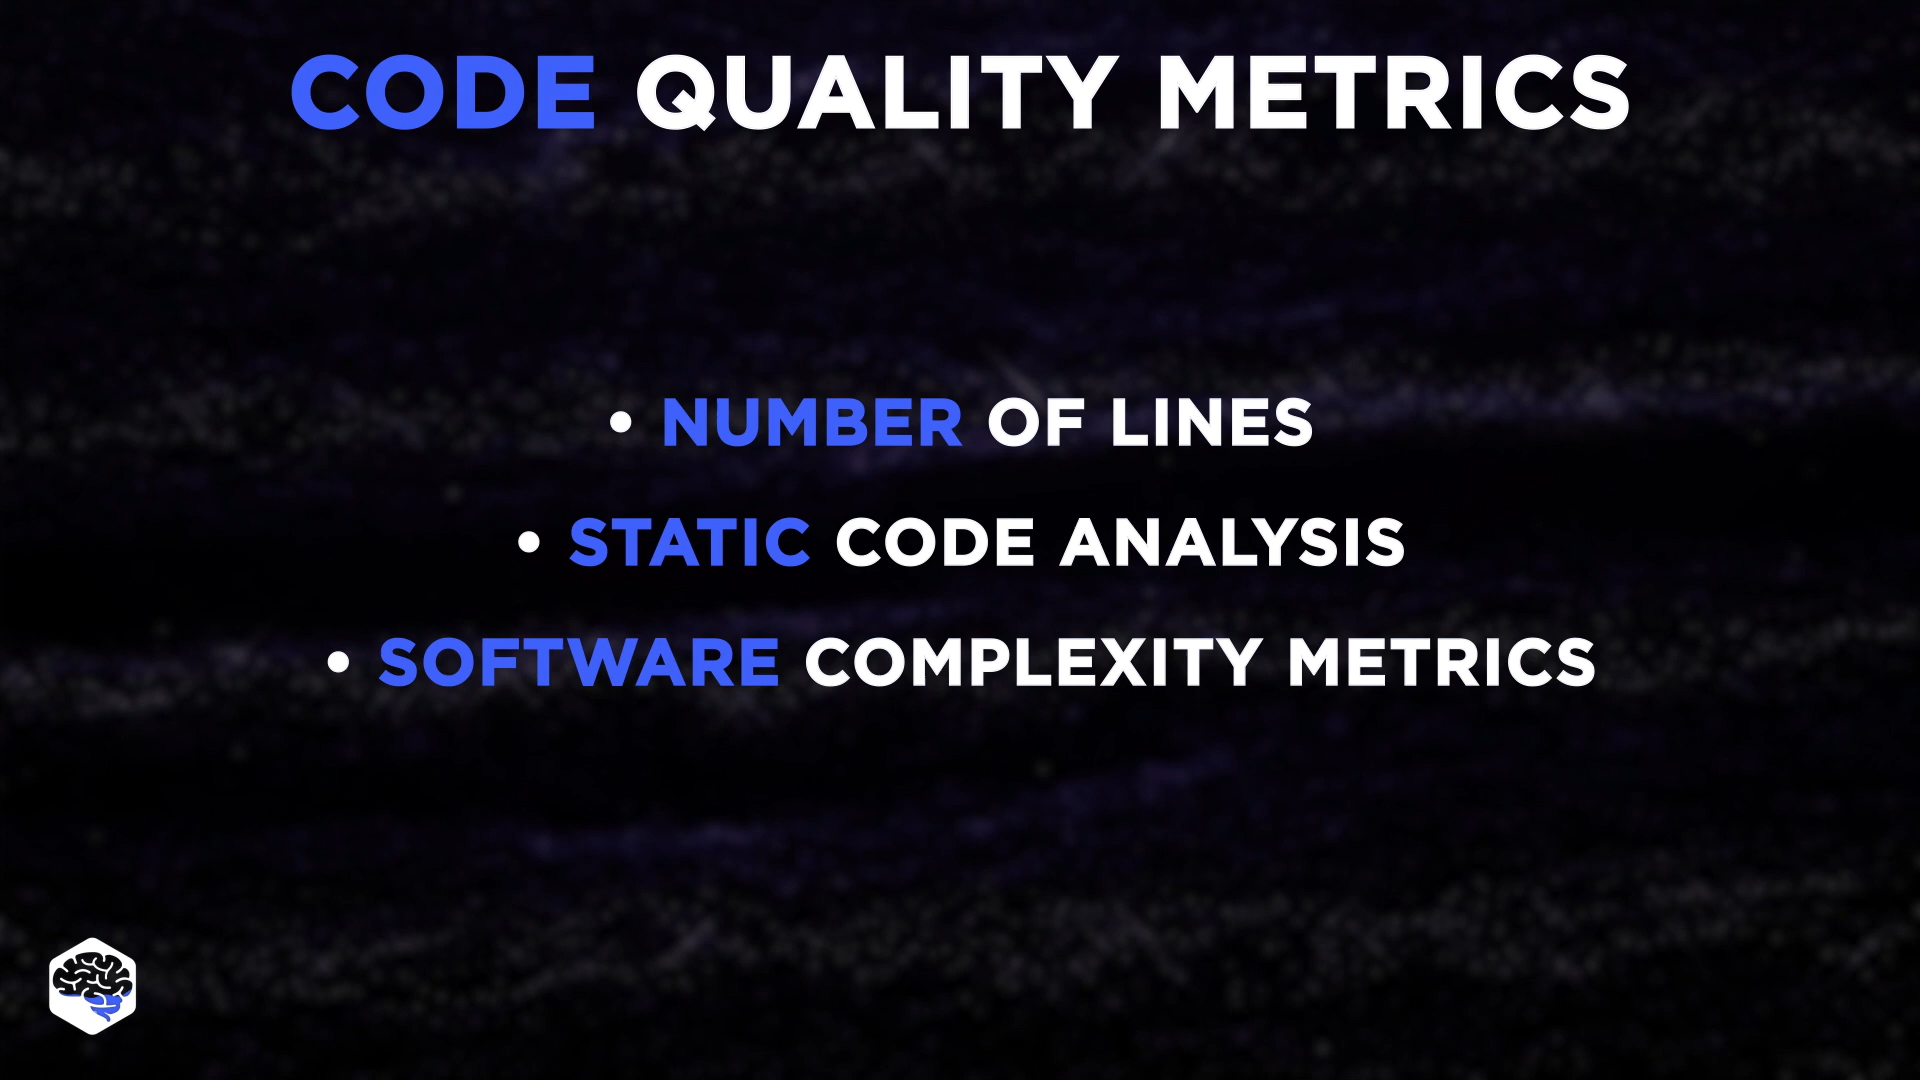 CODE QUALITY METRICS
• NUMBER OF LINES
• STATIC CODE ANALYSIS
• SOFTWARE COMPLEXITY METRICS